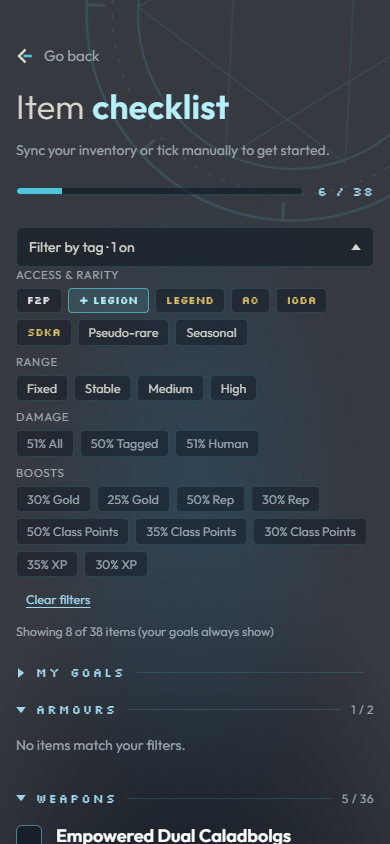 Go back
Item checklist
Sync your inventory or tick manually to get started.
6 / 38
Filter by tag · 1 on
ACCESS & RARITY
F2P + LEGION LEGEND AC IODA
SDKA Pseudo-rare Seasonal
RANGE
Fixed Stable Medium High
DAMAGE
51% All 50% Tagged 51% Human
BOOSTS
30% Gold 25% Gold 50% Rep 30% Rep
50% Class Points 35% Class Points 30% Class Points
35% XP 30% XP
Clear filters
Showing 8 of 38 items (your goals always show)
MY GOALS
ARMOURS 1 / 2
No items match your filters.
WEAPONS 5 / 36
Empowered Dual Caladbolgs